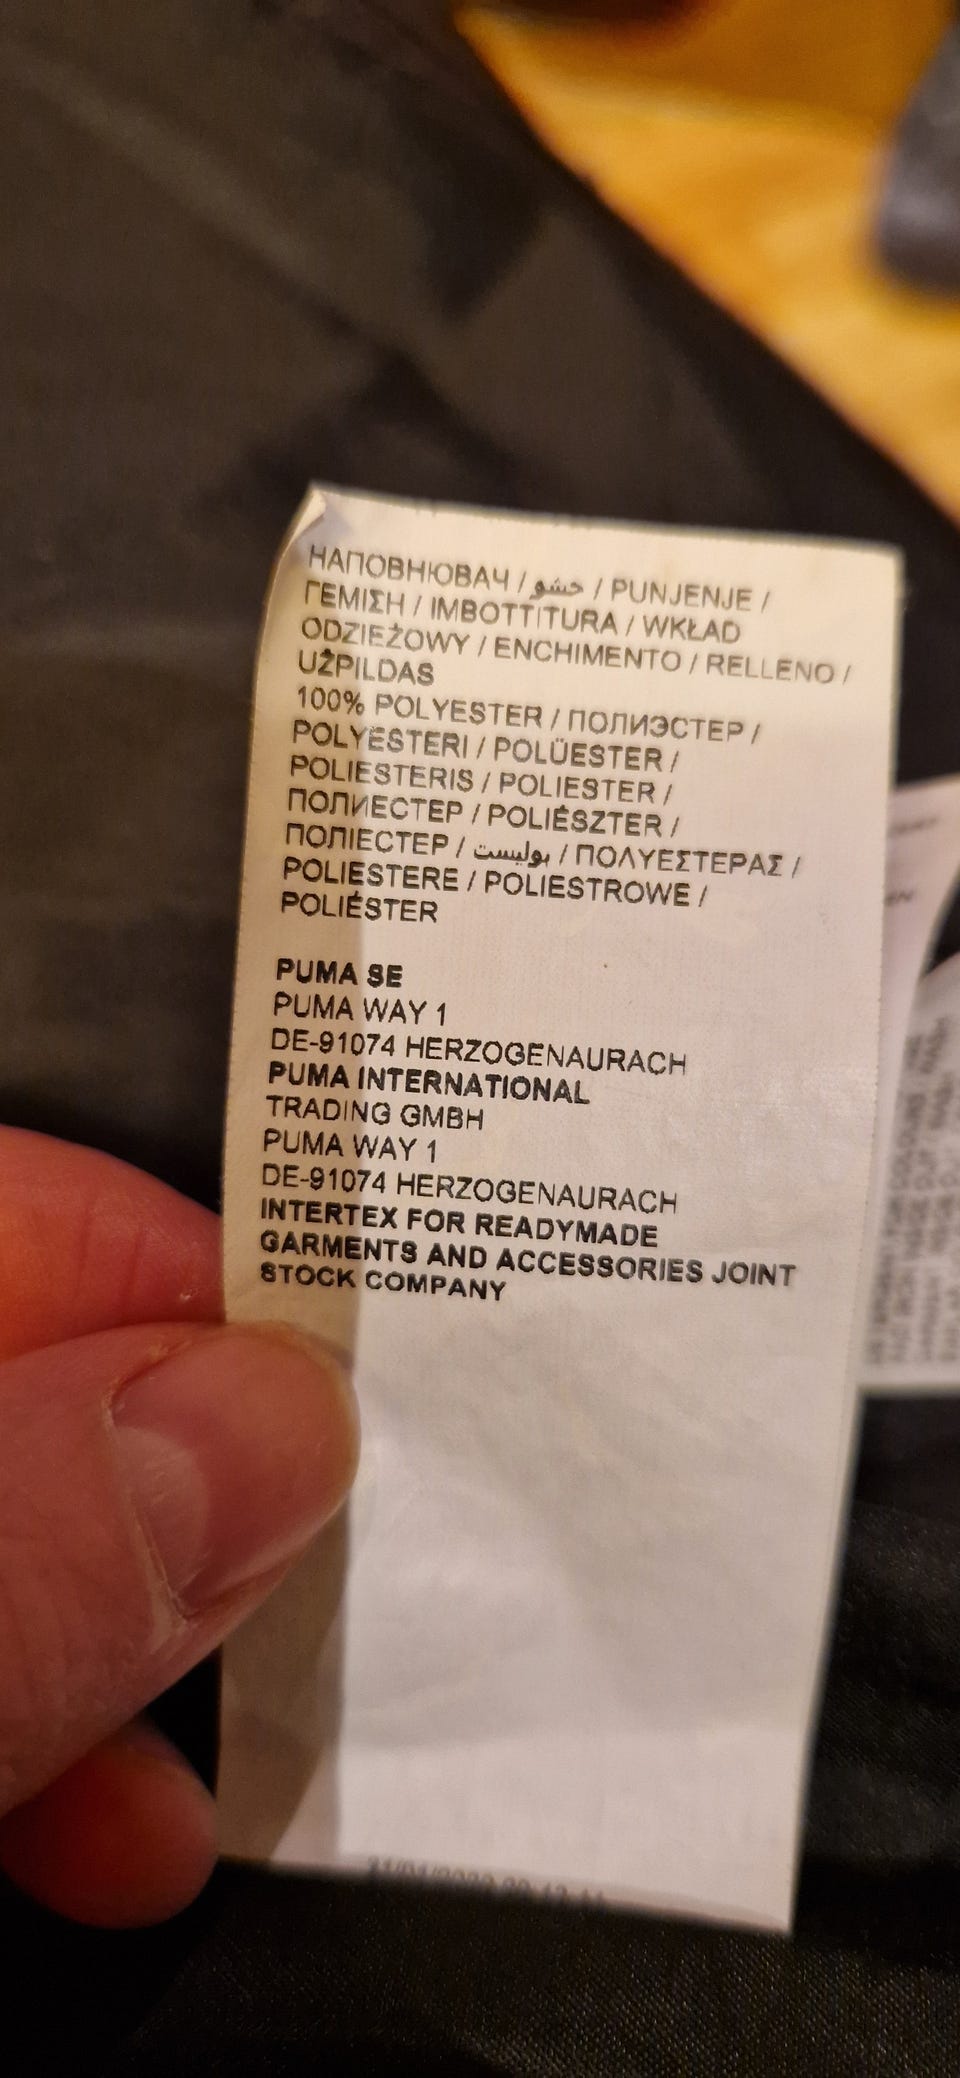 НАПОВНЮВАЧ / حشو / PUNJENJE /
ΓΕΜΙΣΗ / IMBOTTITURA / WKŁAD
ODZIEŻOWY / ENCHIMENTO / RELLENO /
UŽPILDAS
100% POLYESTER / ПОЛИЭСТЕР /
POLYESTERI / POLÜESTER /
POLIESTERIS / POLIESTER /
ПОЛИЕСТЕР / POLIÉSZTER /
ПОЛІЕСТЕР / بوليست / ΠΟΛΥΕΣΤΕΡΑΣ /
POLIESTERE / POLIESTROWE /
POLIÉSTER
PUMA SE
PUMA WAY 1
DE-91074 HERZOGENAURACH
PUMA INTERNATIONAL
TRADING GMBH
PUMA WAY 1
DE-91074 HERZOGENAURACH
INTERTEX FOR READYMADE
GARMENTS AND ACCESSORIES JOINT
STOCK COMPANY